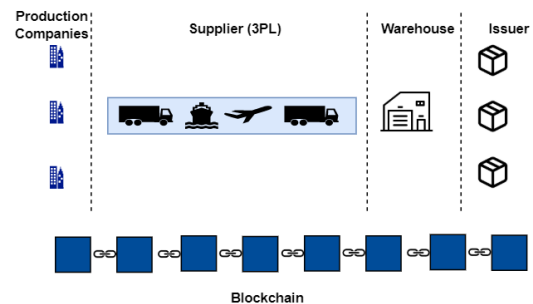 Production
Companies
Supplier (3PL)
Warehouse
Issuer
Blockchain